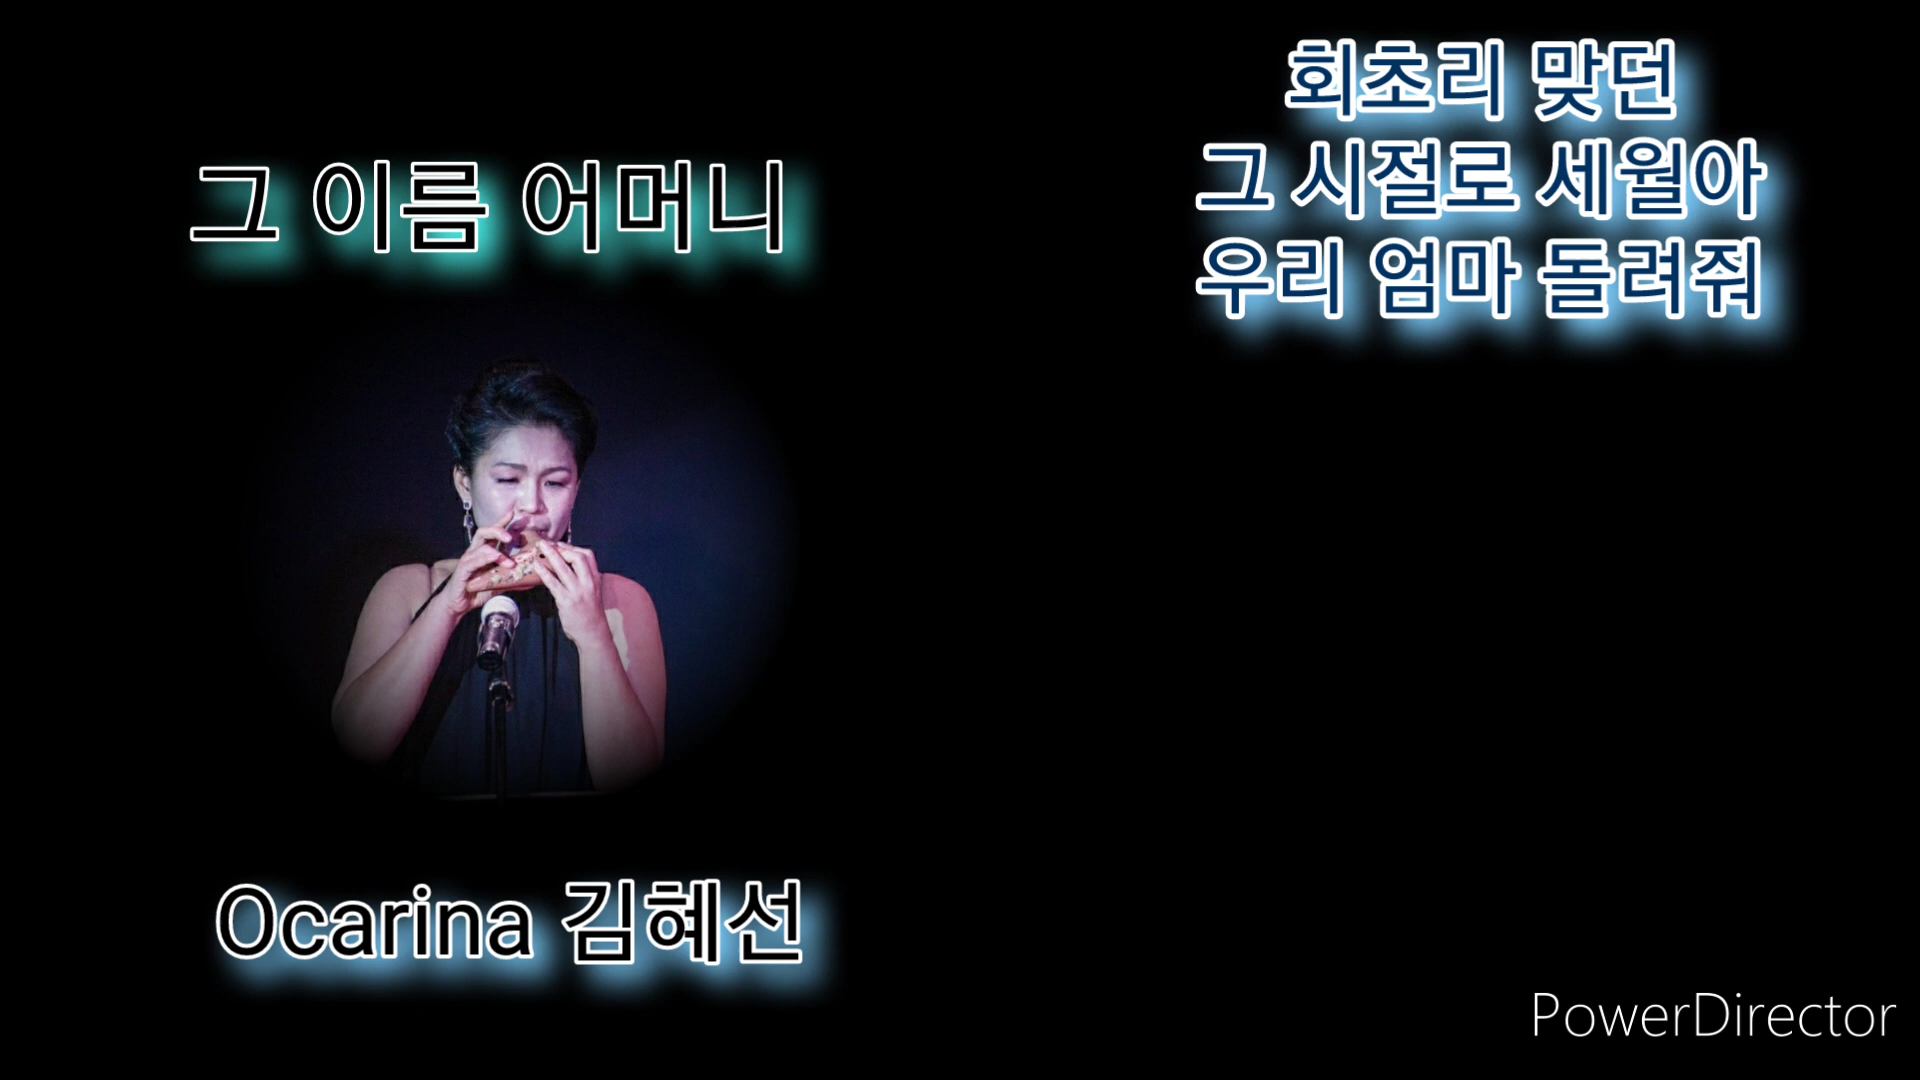 그 이름 어머니
회초리 맞던
그 시절로 세월아
우리 엄마 돌려줘
Ocarina 김혜선
PowerDirector